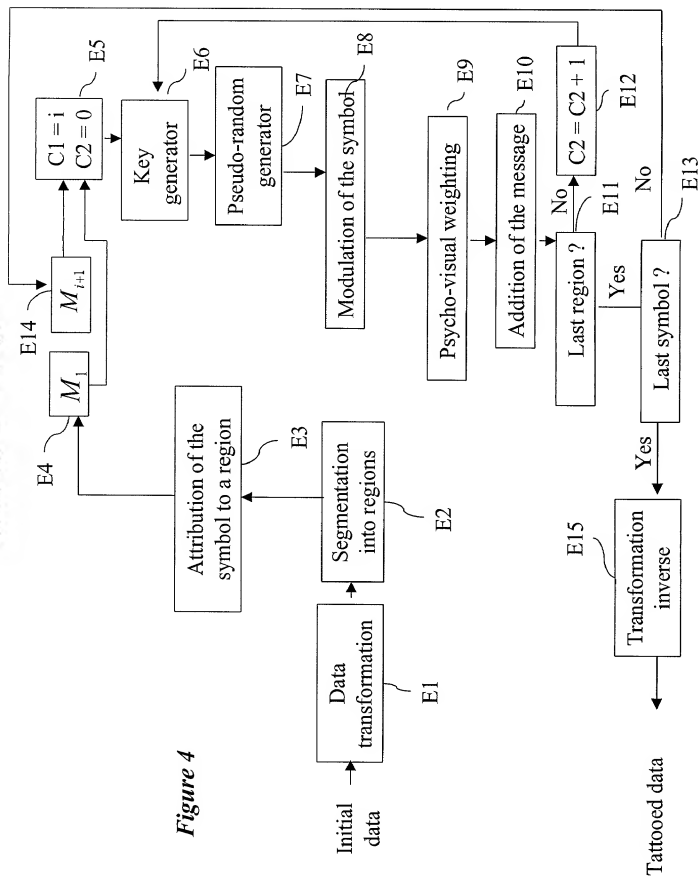 Figure 4
Initial
data
Data
transformation
E1
Segmentation
into regions
E2
Attribution of the
symbol to a region
E3
M1
E4
Mi+1
E14
C1 = i
C2 = 0
E5
Key
generator
E6
Pseudo-random
generator
E7
Modulation of the symbol
E8
Psycho-visual weighting
E9
Addition of the message
E10
Last region ?
E11
No
C2 = C2 + 1
E12
Yes
Last symbol ?
E13
No
Yes
Transformation
inverse
E15
Tattooed data